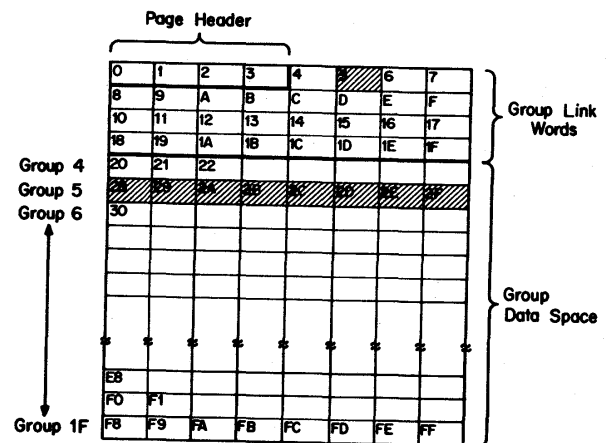 Page Header
0 1 2 3 4 5 6 7
8 9 A B C D E F
10 11 12 13 14 15 16 17
18 19 1A 1B 1C 1D 1E 1F
Group Link
Words
Group 4 20 21 22
Group 5 28 29 2A 2B 2C 2D 2E 2F
Group 6 30
Group
Data Space
E8
F0 F1
Group 1F F8 F9 FA FB FC FD FE FF